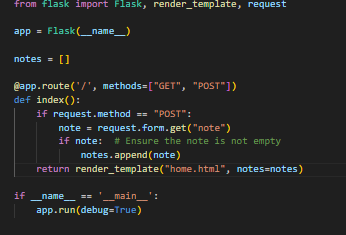 from flask import Flask, render_template, request
app = Flask(__name__)
notes = []
@app.route('/', methods=["GET", "POST"])
def index():
    if request.method == "POST":
        note = request.form.get("note")
        if note:  # Ensure the note is not empty
            notes.append(note)
    return render_template("home.html", notes=notes)
if __name__ == '__main__':
    app.run(debug=True)